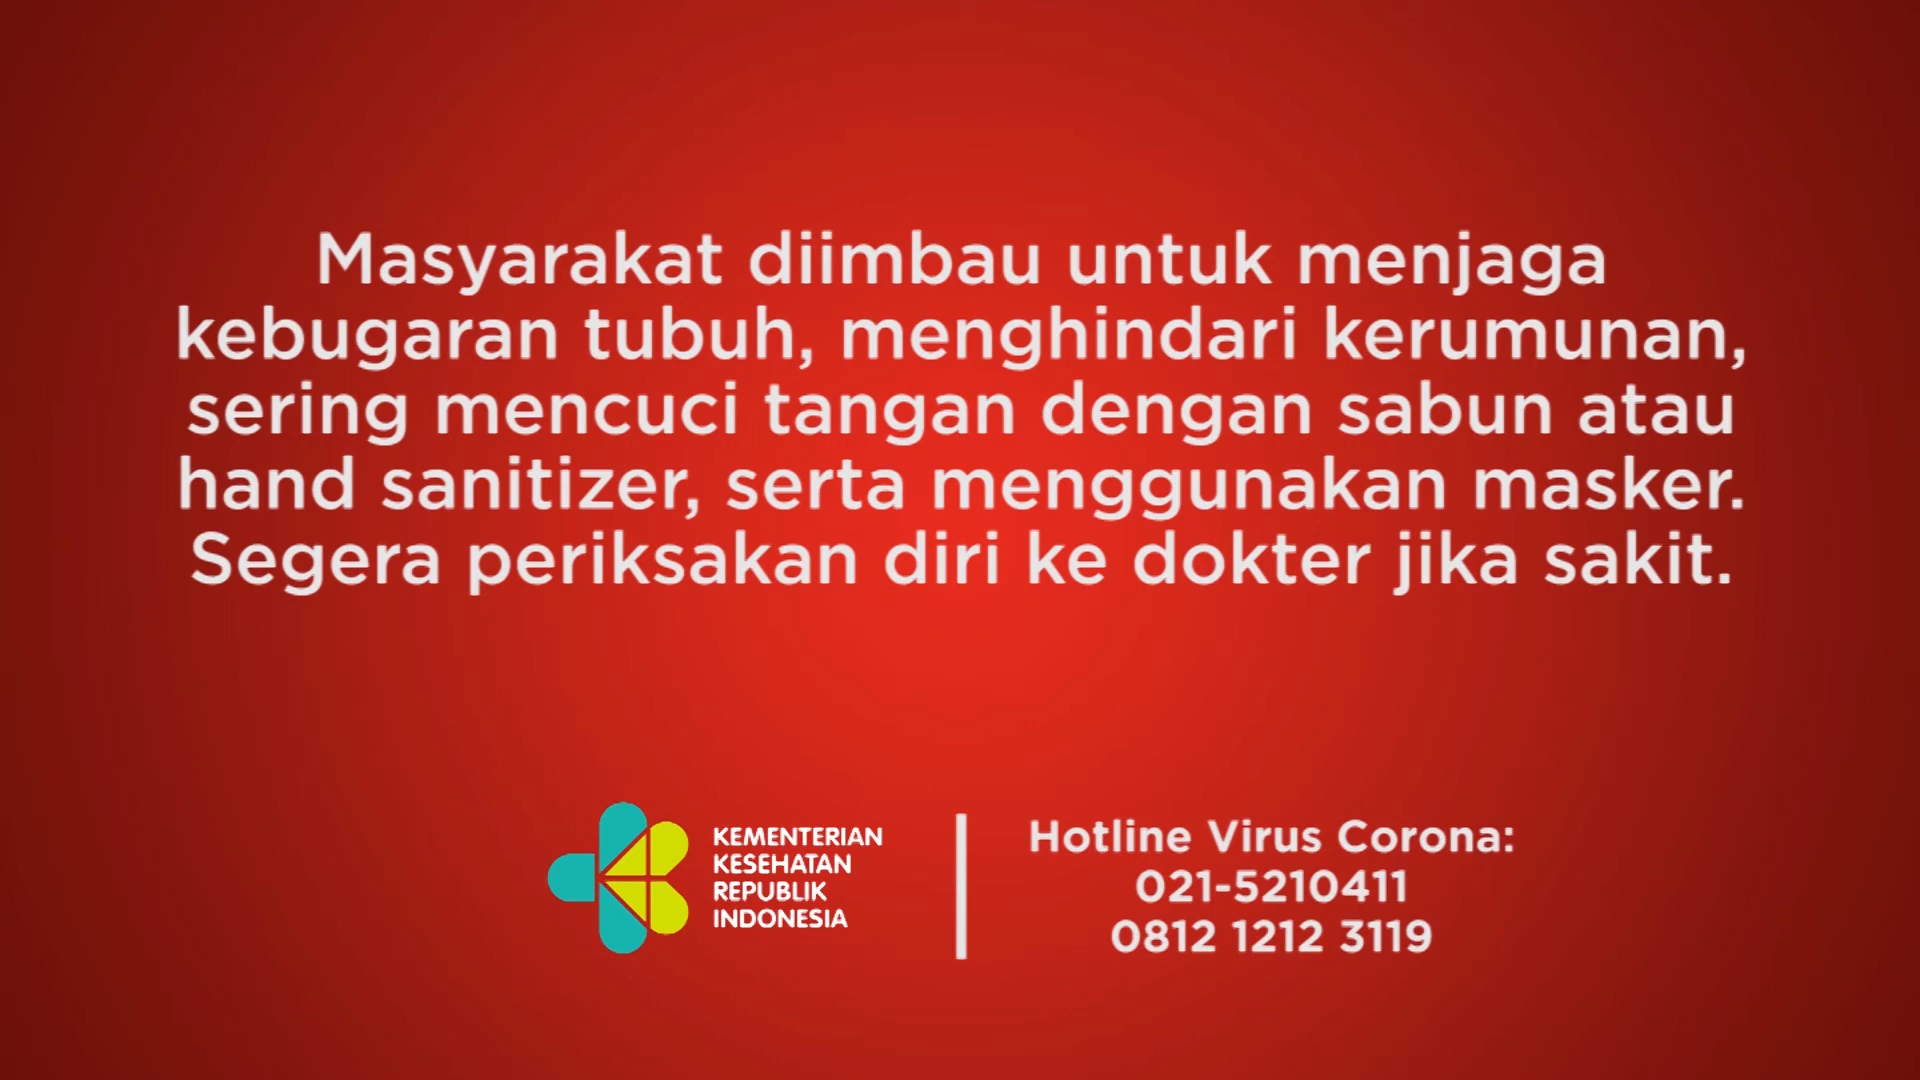 Masyarakat diimbau untuk menjaga
kebugaran tubuh, menghindari kerumunan,
sering mencuci tangan dengan sabun atau
hand sanitizer, serta menggunakan masker.
Segera periksakan diri ke dokter jika sakit.
KEMENTERIAN
KESEHATAN
REPUBLIK
INDONESIA
Hotline Virus Corona:
021-5210411
0812 1212 3119